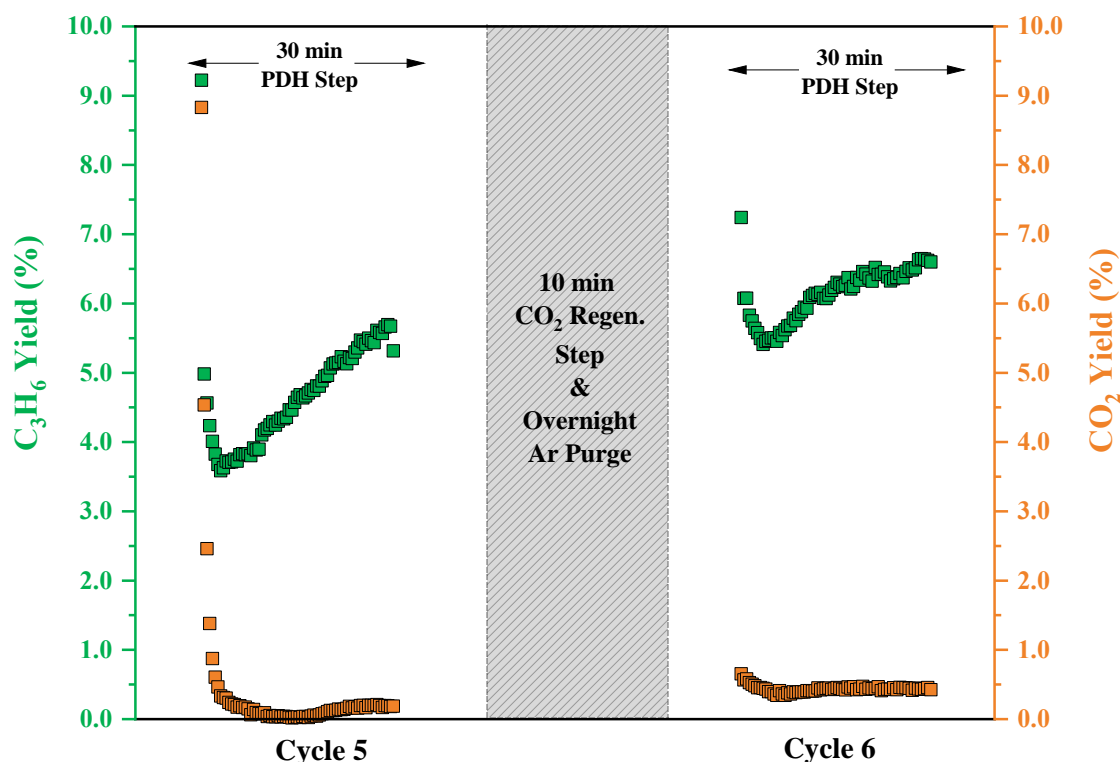 10.0
9.0
8.0
7.0
6.0
5.0
4.0
3.0
2.0
1.0
0.0
C₃H₆ Yield (%)
30 min
PDH Step
10 min
CO₂ Regen.
Step
&
Overnight
Ar Purge
30 min
PDH Step
10.0
9.0
8.0
7.0
6.0
5.0
4.0
3.0
2.0
1.0
0.0
CO₂ Yield (%)
Cycle 5
Cycle 6